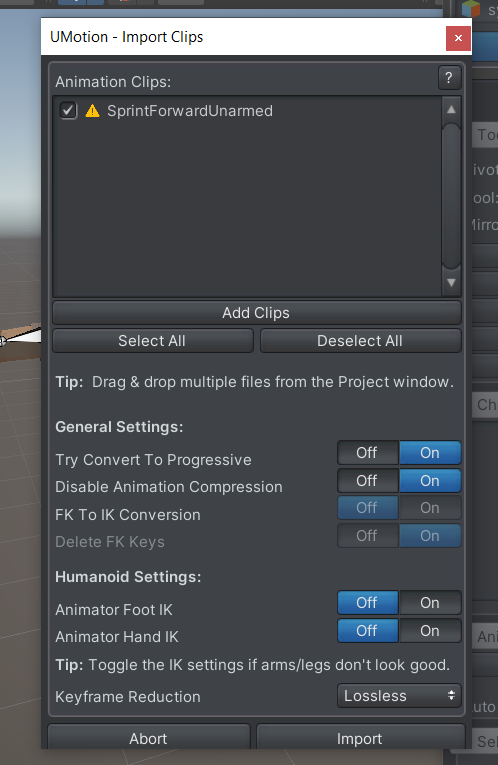 UMotion - Import Clips
Animation Clips:
?
SprintForwardUnarmed
Add Clips
Select All
Deselect All
Tip: Drag & drop multiple files from the Project window.
General Settings:
Try Convert To Progressive Off On
Disable Animation Compression Off On
FK To IK Conversion Off On
Delete FK Keys Off On
Humanoid Settings:
Animator Foot IK Off On
Animator Hand IK Off On
Tip: Toggle the IK settings if arms/legs don't look good.
Keyframe Reduction Lossless
Abort
Import